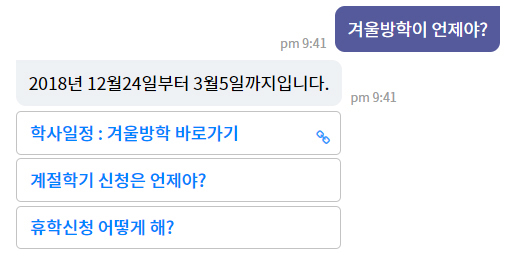 겨울방학이 언제야?
pm 9:41
2018년 12월24일부터 3월5일까지입니다.
pm 9:41
학사일정 : 겨울방학 바로가기
계절학기 신청은 언제야?
휴학신청 어떻게 해?